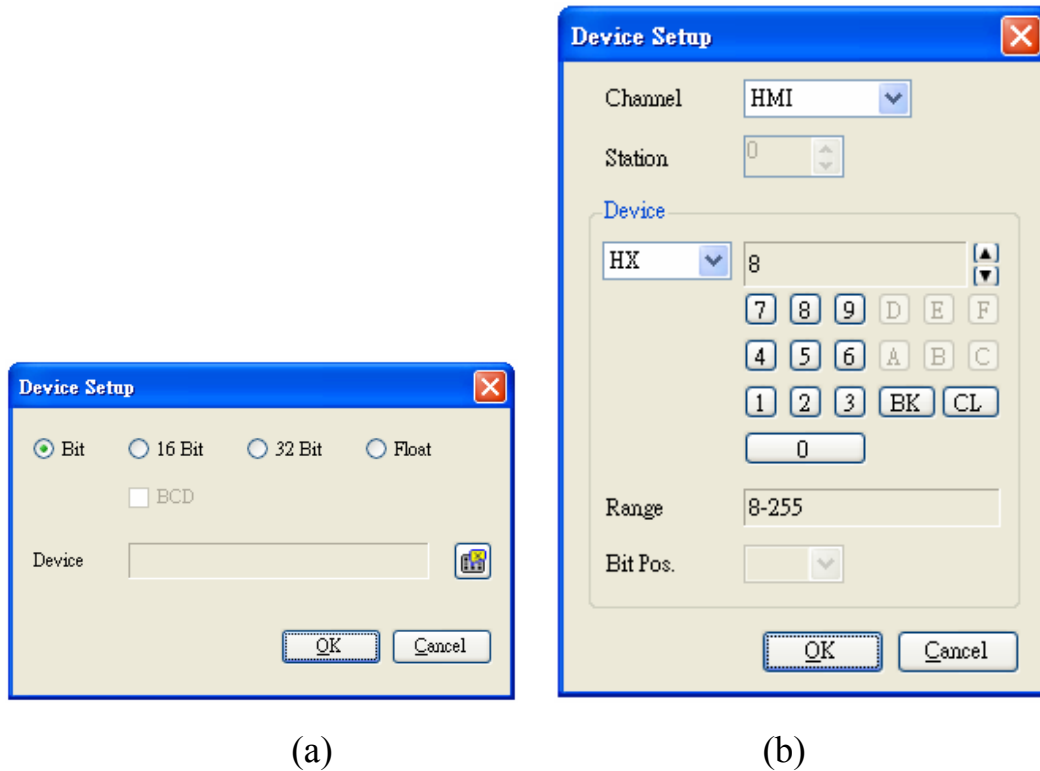 Device Setup
Bit 16 Bit 32 Bit Float
BCD
Device
OK Cancel
(a)
Device Setup
Channel HMI
Station 0
Device
HX 8
7 8 9 D E F
4 5 6 A B C
1 2 3 BK CL
0
Range 8-255
Bit Pos.
OK Cancel
(b)